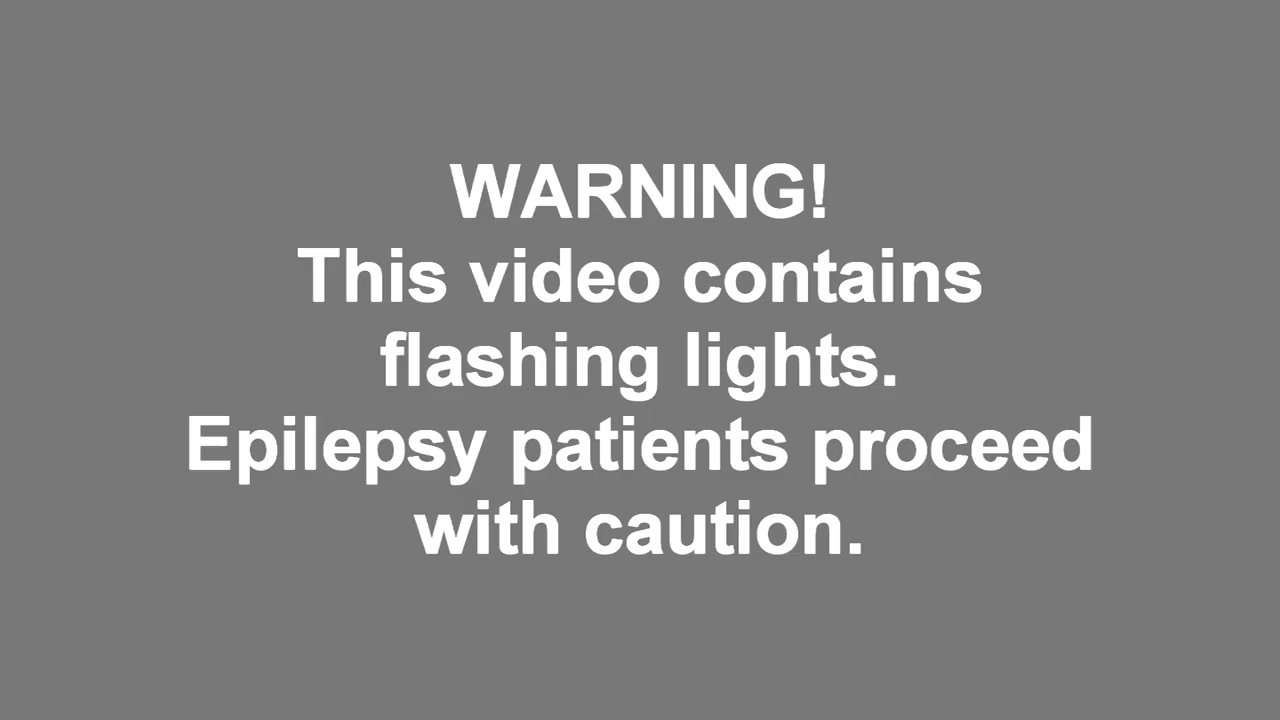 WARNING!
This video contains
flashing lights.
Epilepsy patients proceed
with caution.